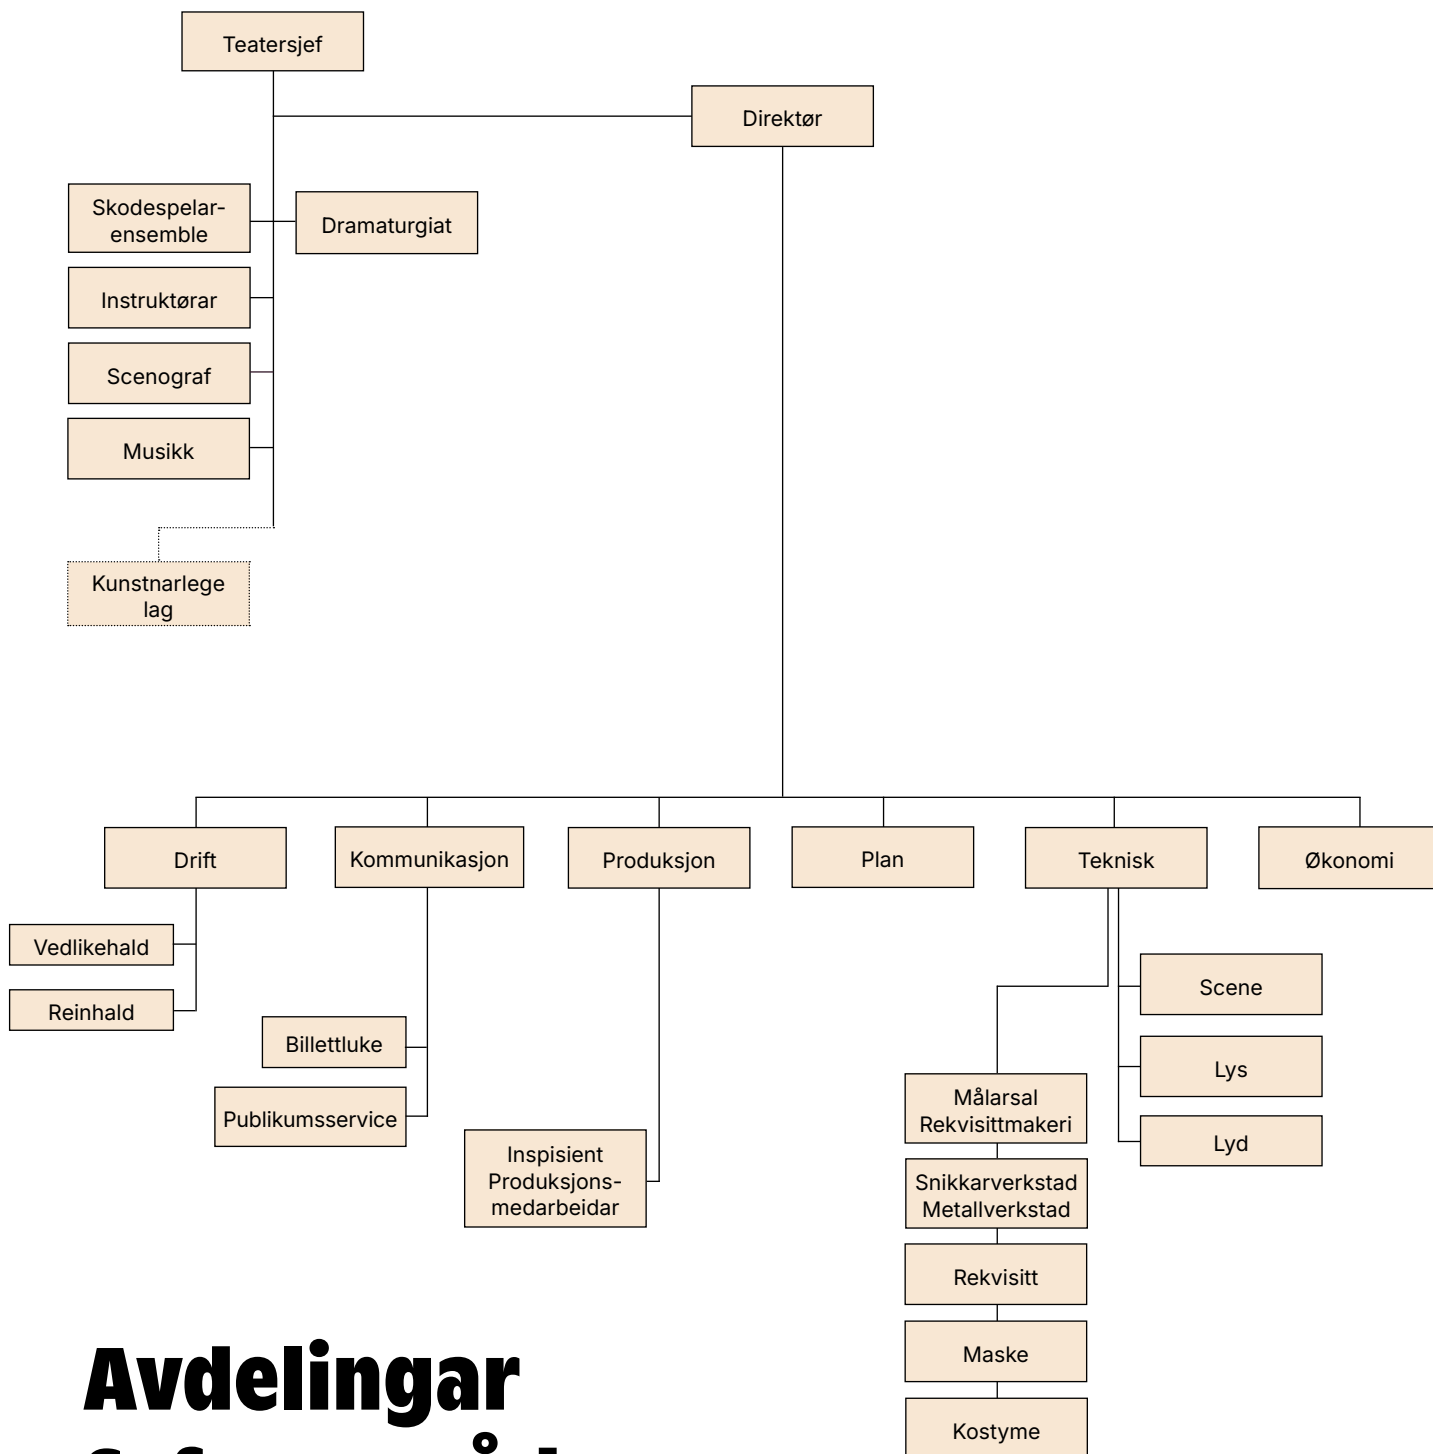 Teatersjef
Direktør
Skodespelar-
ensemble
Dramaturgiat
Instruktørar
Scenograf
Musikk
Kunstnarlege
lag
Drift
Kommunikasjon
Produksjon
Plan
Teknisk
Økonomi
Vedlikehald
Reinhald
Billettluke
Publikumsservice
Inspisient
Produksjons-
medarbeidar
Scene
Lys
Lyd
Målarsal
Rekvisittmakeri
Snikkarverkstad
Metallverkstad
Rekvisitt
Maske
Kostyme
Avdelingar